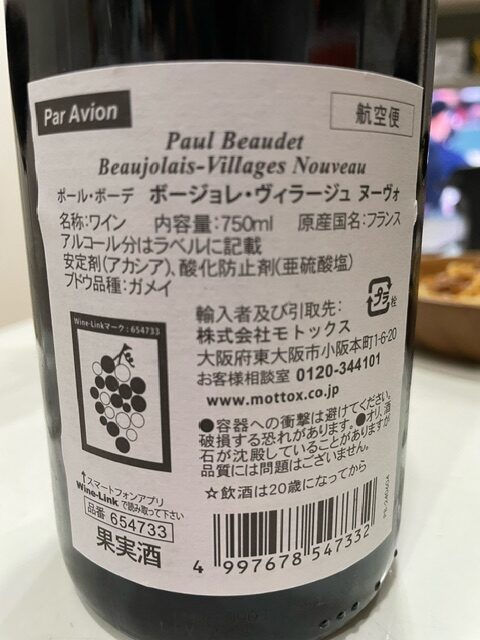 Par Avion
航空便
Paul Beaudet
Beaujolais-Villages Nouveau
ポール・ボーデ ボージョレ・ヴィラージュ ヌーヴォ
名称:ワイン 内容量:750ml 原産国名:フランス
アルコール分はラベルに記載
安定剤(アカシア)、酸化防止剤(亜硫酸塩)
ブドウ品種:ガメイ
プラ
栓
輸入者及び引取先:
株式会社モトックス
大阪府東大阪市小阪本町1-6-20
お客様相談室 0120-344101
www.mottox.co.jp
Wine-Linkマーク:654733
●容器への衝撃は避けてください。
破損する恐れがあります。●オリ、酒
石が沈殿していることがありますが
品質には問題はございません。
☆飲酒は20歳になってから
↑スマートフォンアプリ
Wine-Linkで読み取って下さい
品番 654733
果実酒
4 997678 547332
PB-240604